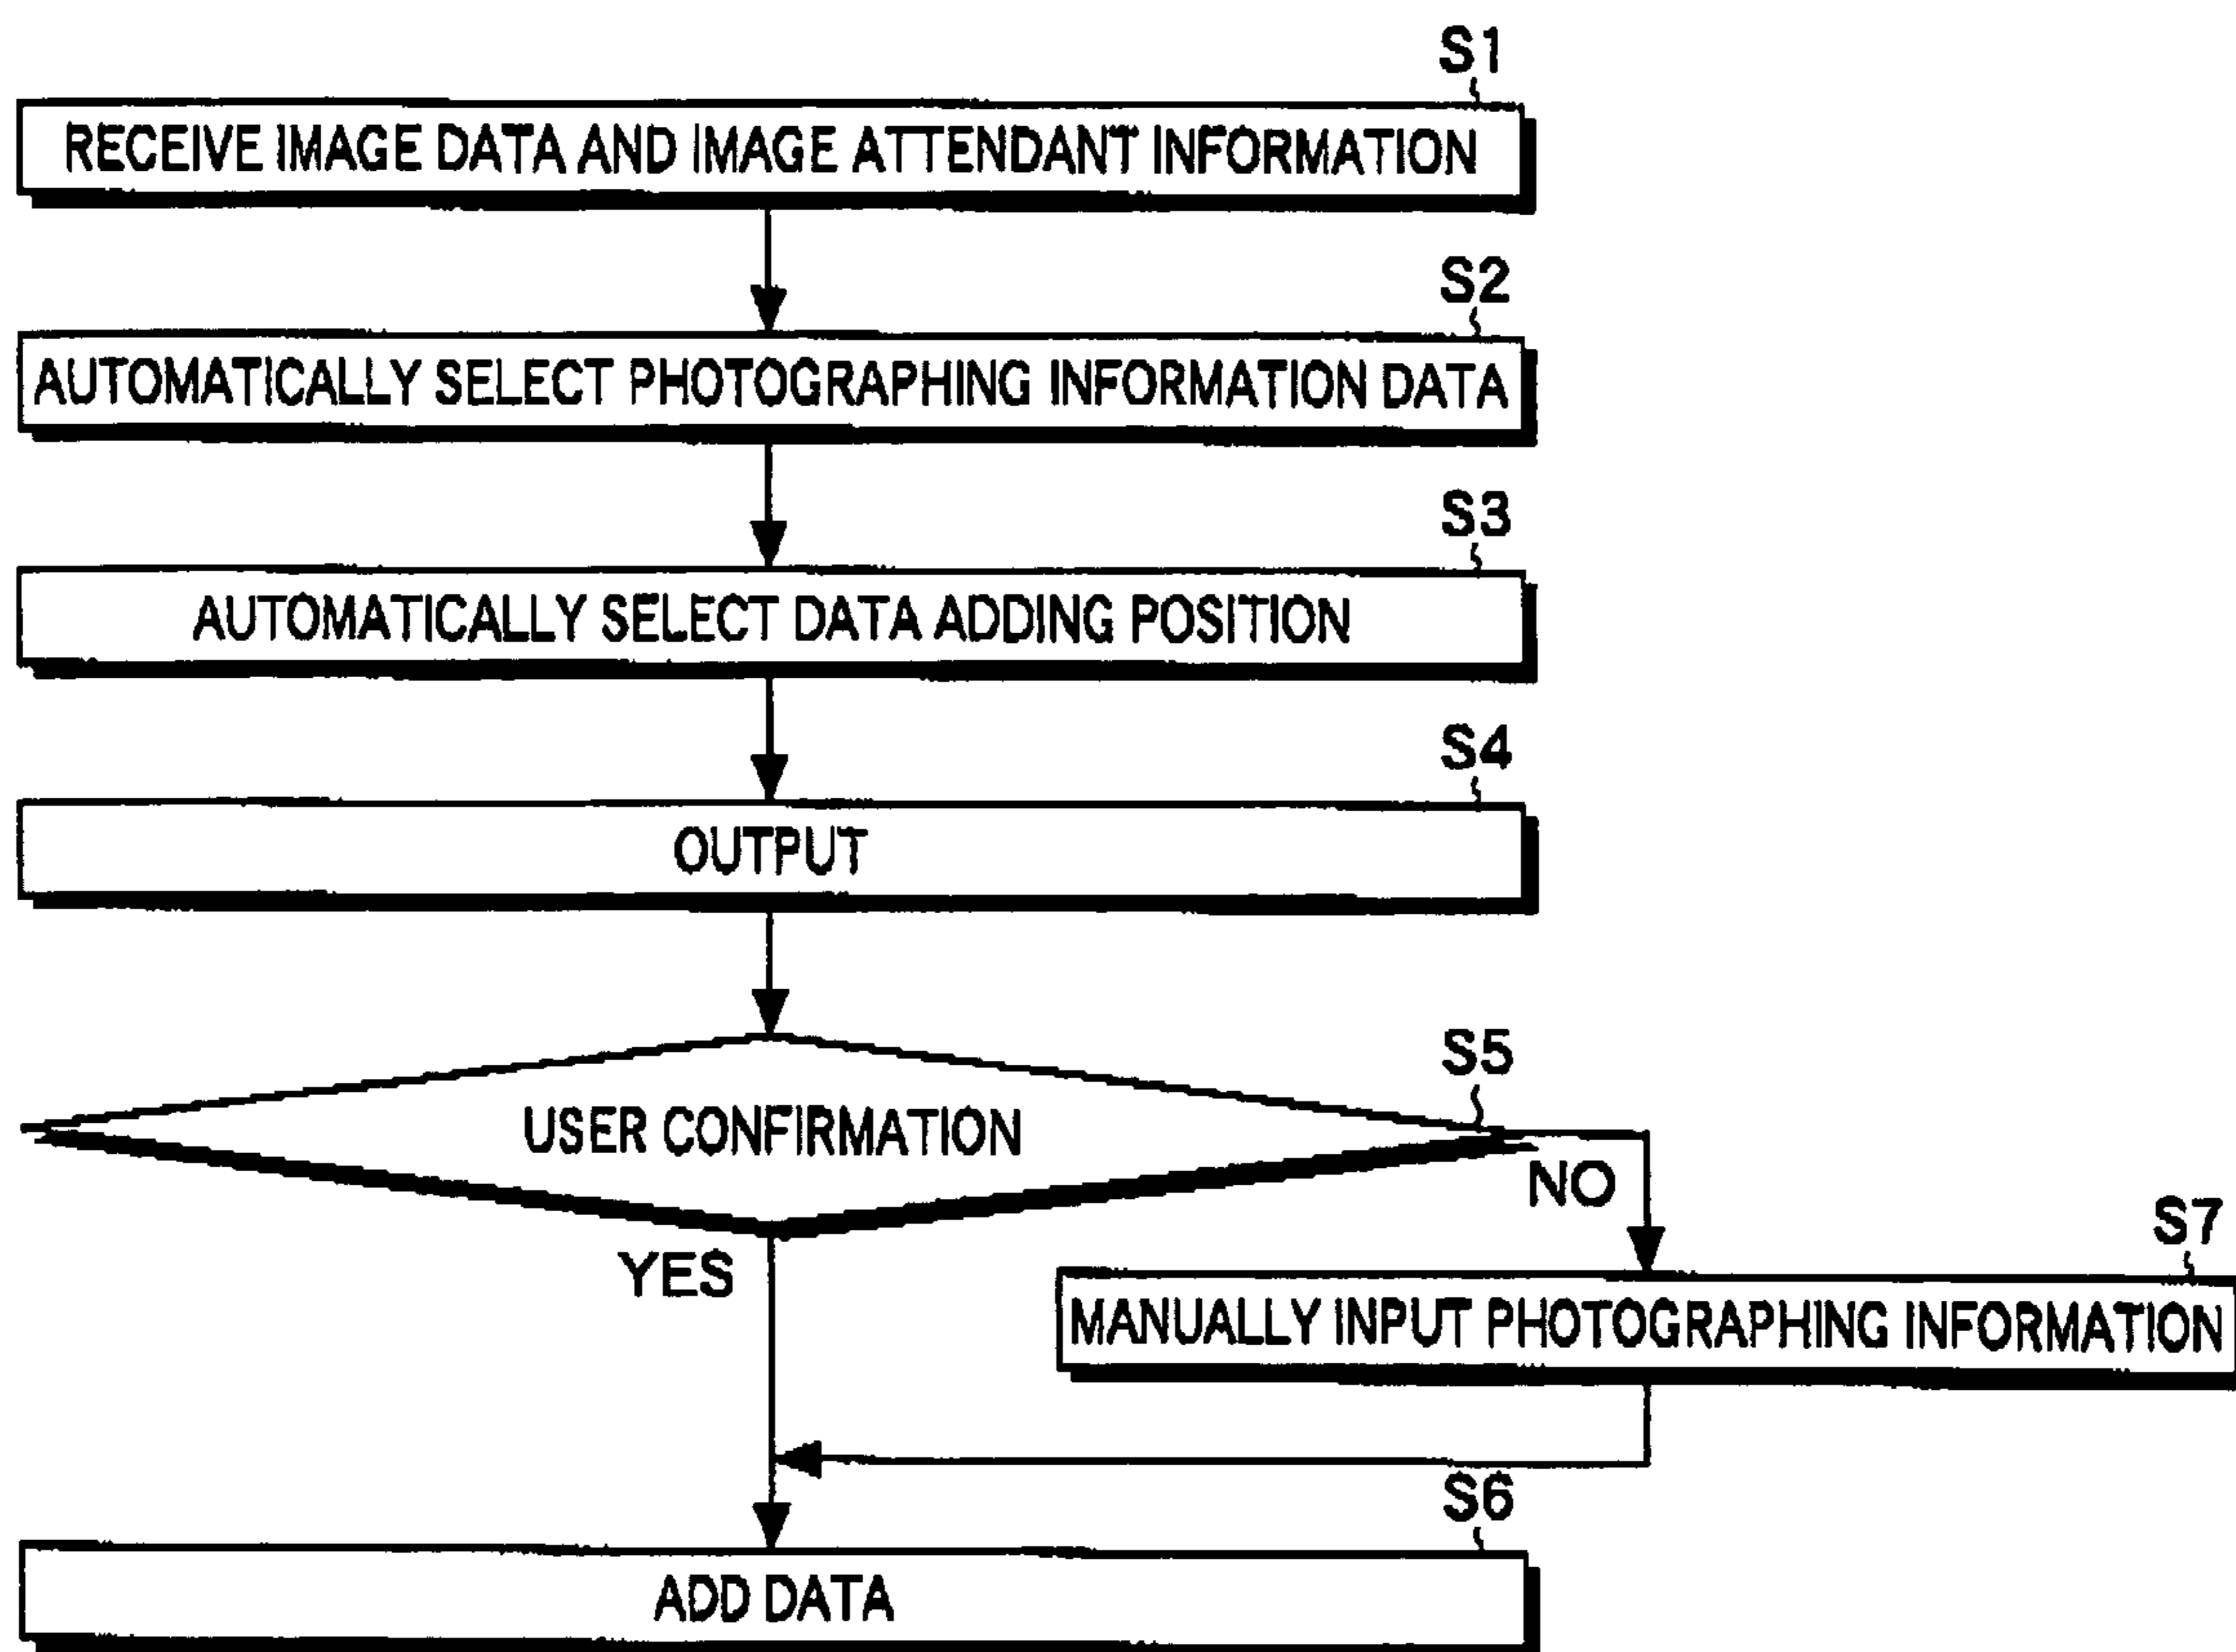 S1
RECEIVE IMAGE DATA AND IMAGE ATTENDANT INFORMATION
S2
AUTOMATICALLY SELECT PHOTOGRAPHING INFORMATION DATA
S3
AUTOMATICALLY SELECT DATA ADDING POSITION
S4
OUTPUT
S5
USER CONFIRMATION
NO
YES
S7
MANUALLY INPUT PHOTOGRAPHING INFORMATION
S6
ADD DATA